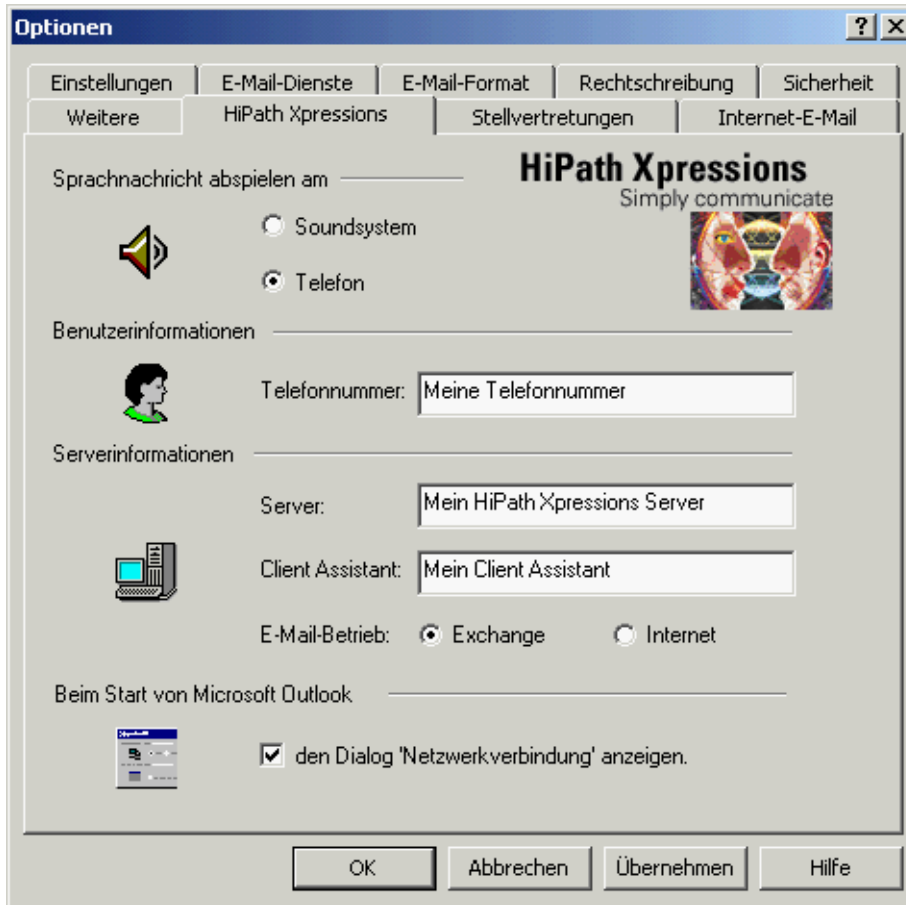 Optionen
Einstellungen E-Mail-Dienste E-Mail-Format Rechtschreibung Sicherheit
Weitere HiPath Xpressions Stellvertretungen Internet-E-Mail
Sprachnachricht abspielen am
HiPath Xpressions
Simply communicate
Soundsystem
Telefon
Benutzerinformationen
Telefonnummer: Meine Telefonnummer
Serverinformationen
Server: Mein HiPath Xpressions Server
Client Assistant: Mein Client Assistant
E-Mail-Betrieb: Exchange Internet
Beim Start von Microsoft Outlook
den Dialog 'Netzwerkverbindung' anzeigen.
OK Abbrechen Übernehmen Hilfe